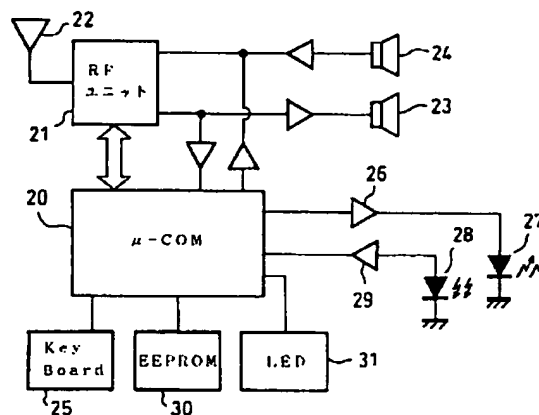 22
RF
ユニット
21
24
23
20
μ-COM
26
27
28
29
Key
Board
25
EEPROM
30
LED
31